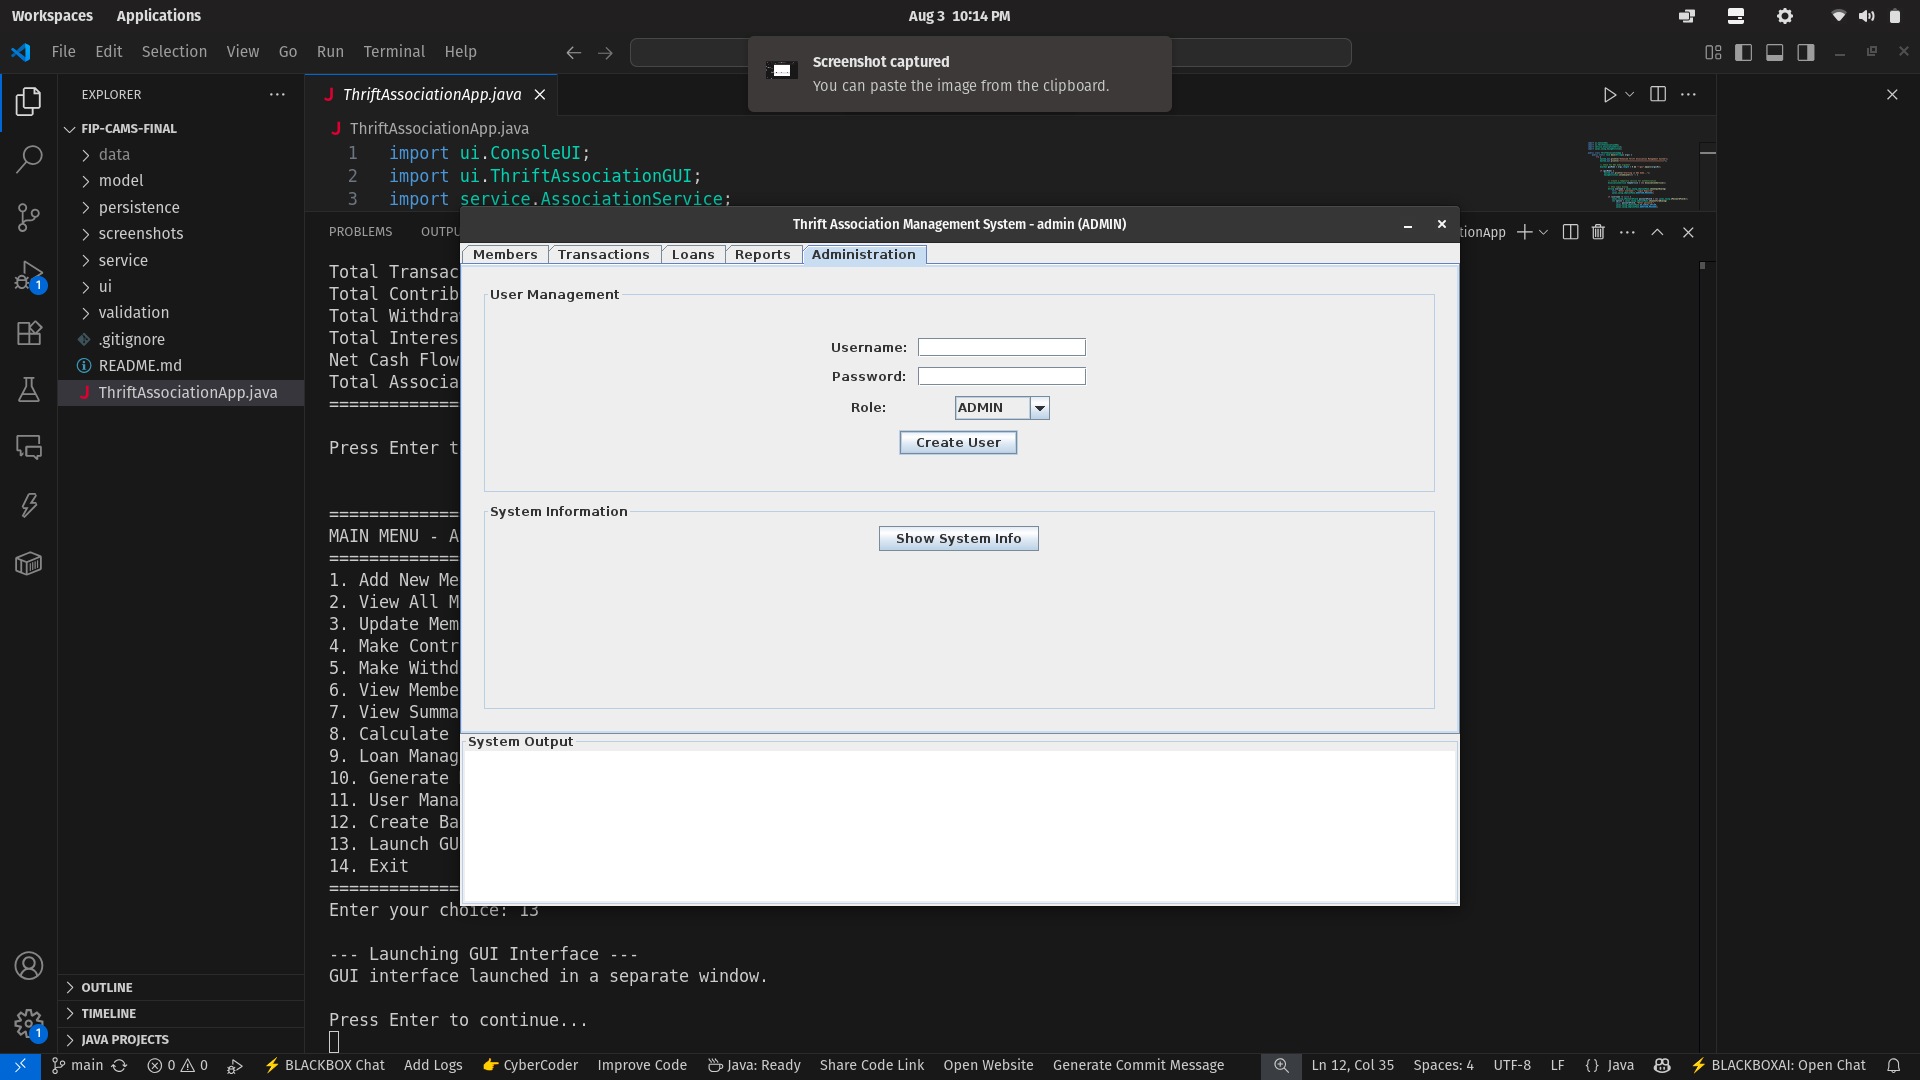 Workspaces Applications Aug 3 10:14 PM
File Edit Selection View Go Run Terminal Help
Screenshot captured
You can paste the image from the clipboard.
EXPLORER
FIP-CAMS-FINAL
data
model
persistence
screenshots
service
ui
validation
.gitignore
README.md
ThriftAssociationApp.java
OUTLINE
TIMELINE
JAVA PROJECTS
1
1
ThriftAssociationApp.java
ThriftAssociationApp.java
1 import ui.ConsoleUI;
2 import ui.ThriftAssociationGUI;
3 import service.AssociationService;
PROBLEMS OUTPU
tionApp
Total Transac
Total Contrib
Total Withdra
Total Interes
Net Cash Flow
Total Associa
=============
Press Enter t
=============
MAIN MENU - A
=============
1. Add New Me
2. View All M
3. Update Mem
4. Make Contr
5. Make Withd
6. View Membe
7. View Summa
8. Calculate
9. Loan Manag
10. Generate
11. User Mana
12. Create Ba
13. Launch GU
14. Exit
=============
Enter your choice: 13
--- Launching GUI Interface ---
GUI interface launched in a separate window.
Press Enter to continue...
Thrift Association Management System - admin (ADMIN)
Members Transactions Loans Reports Administration
User Management
Username:
Password:
Role: ADMIN
Create User
System Information
Show System Info
System Output
main 0 0 BLACKBOX Chat Add Logs CyberCoder Improve Code Java: Ready Share Code Link Open Website Generate Commit Message Ln 12, Col 35 Spaces: 4 UTF-8 LF {} Java BLACKBOXAI: Open Chat